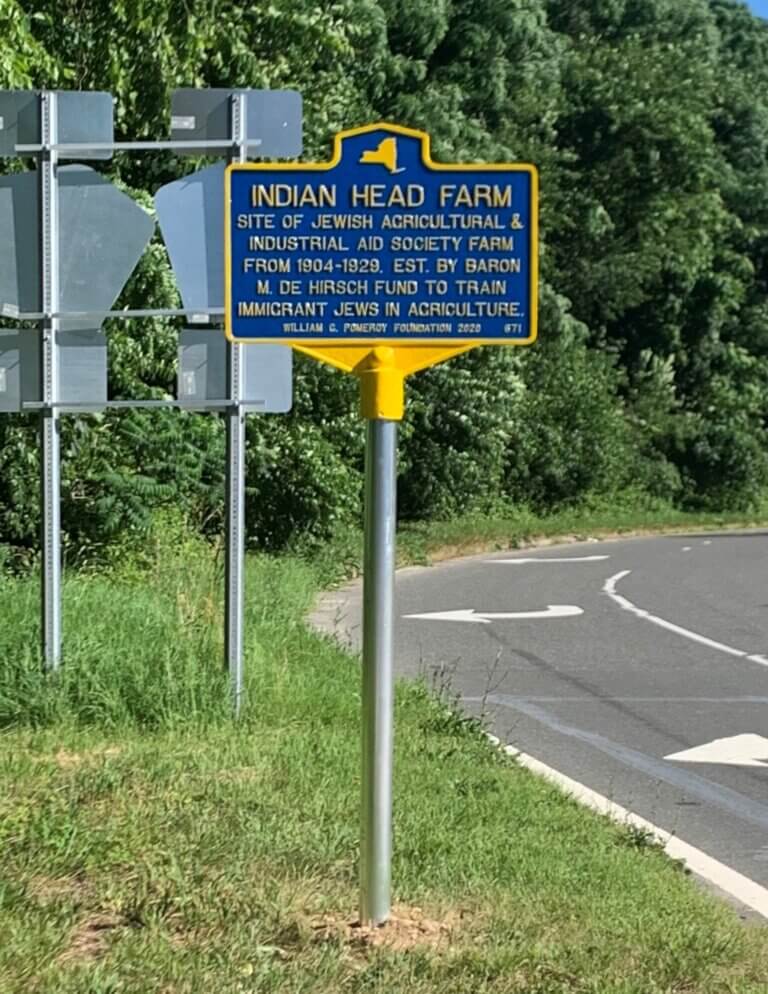 INDIAN HEAD FARM
SITE OF JEWISH AGRICULTURAL &
INDUSTRIAL AID SOCIETY FARM
FROM 1904-1929. EST. BY BARON
M. DE HIRSCH FUND TO TRAIN
IMMIGRANT JEWS IN AGRICULTURE.
WILLIAM G. POMEROY FOUNDATION 2020 671